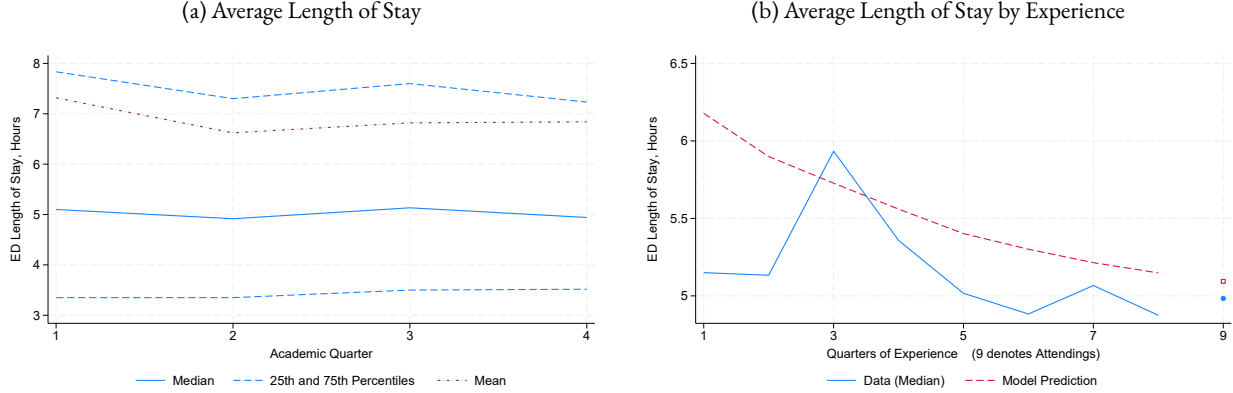 (a) Average Length of Stay
ED Length of Stay, Hours
8
7
6
5
4
3
1 2 3 4
Academic Quarter
Median 25th and 75th Percentiles Mean
(b) Average Length of Stay by Experience
ED Length of Stay, Hours
6.5
6
5.5
5
1 3 5 7 9
Quarters of Experience (9 denotes Attendings)
Data (Median) Model Prediction